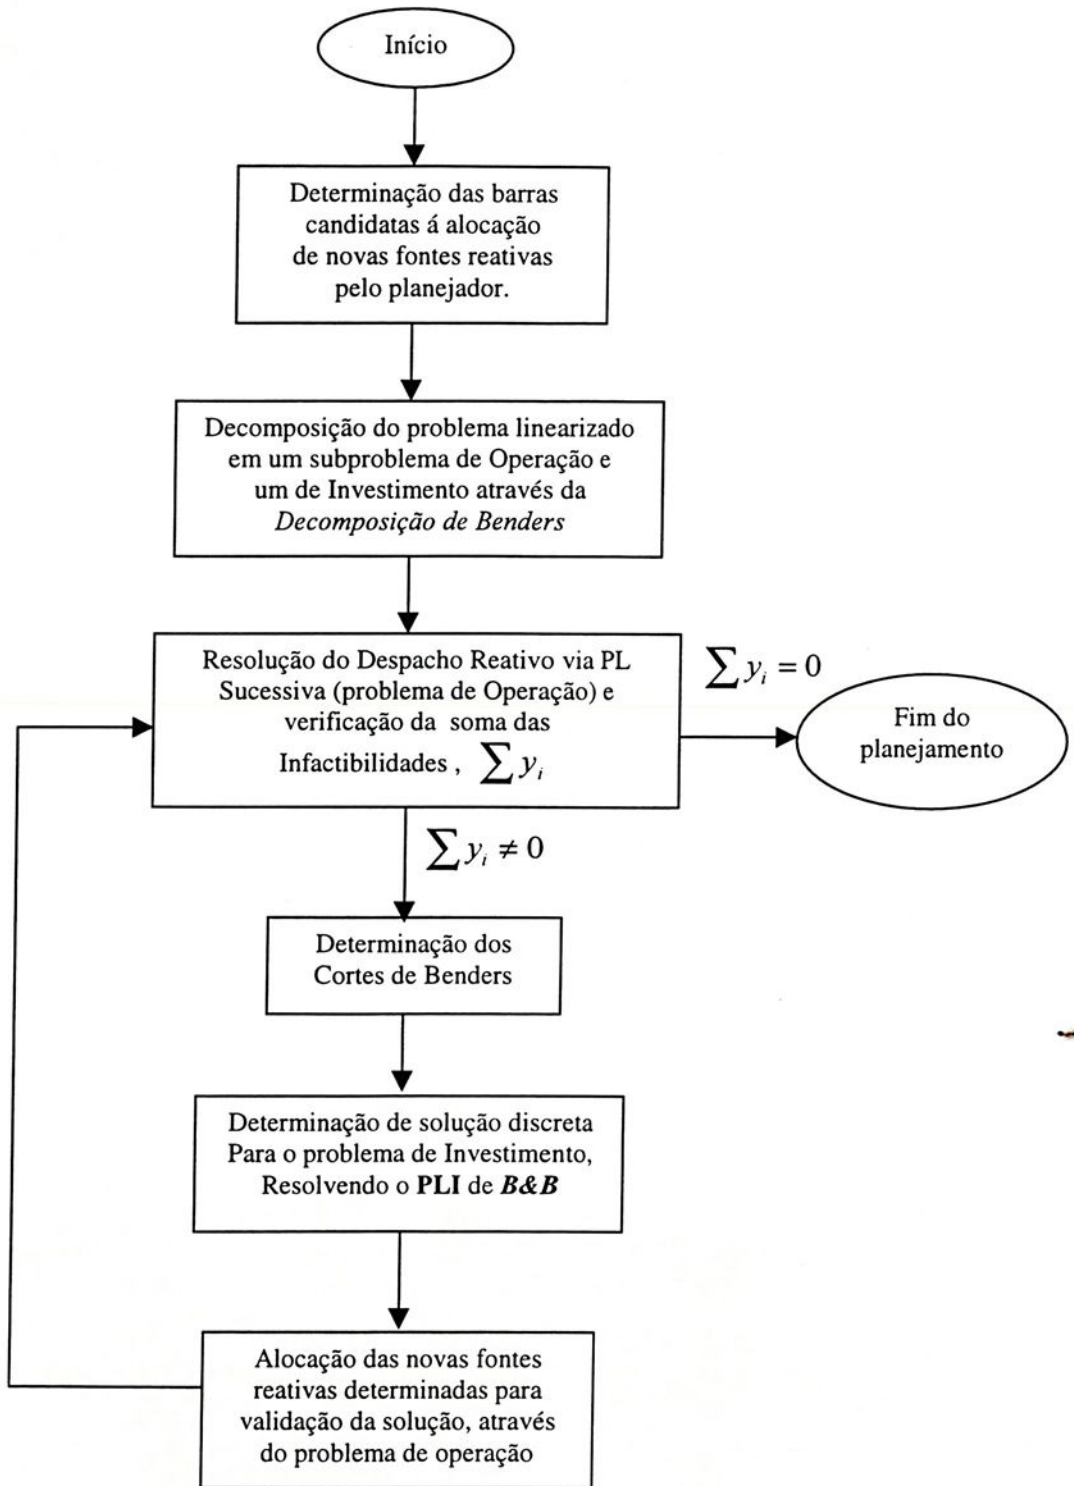 Início
Determinação das barras
candidatas á alocação
de novas fontes reativas
pelo planejador.
Decomposição do problema linearizado
em um subproblema de Operação e
um de Investimento através da
Decomposição de Benders
Resolução do Despacho Reativo via PL
Sucessiva (problema de Operação) e
verificação da soma das
Infactibilidades , ∑ yᵢ
∑ yᵢ = 0
Fim do
planejamento
∑ yᵢ ≠ 0
Determinação dos
Cortes de Benders
Determinação de solução discreta
Para o problema de Investimento,
Resolvendo o PLI de B&B
Alocação das novas fontes
reativas determinadas para
validação da solução, através
do problema de operação